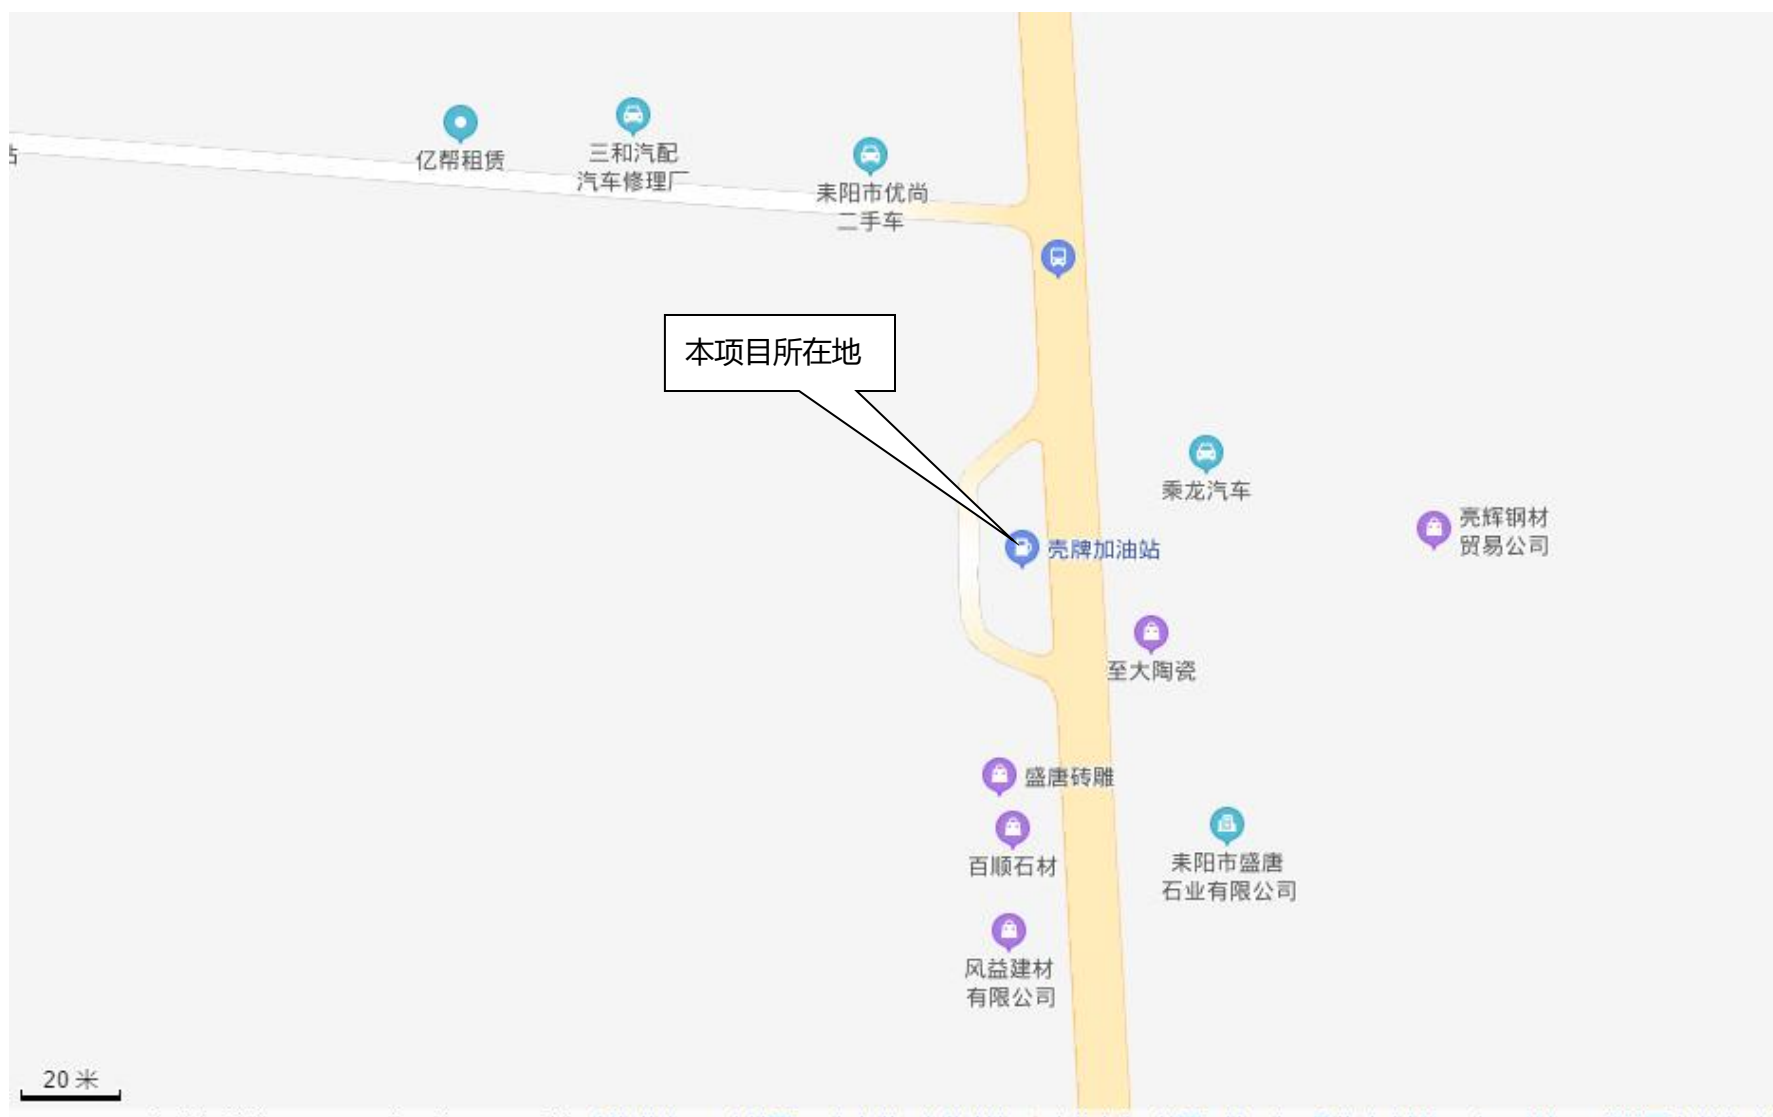 亿帮租赁
三和汽配
汽车修理厂
耒阳市优尚
二手车
本项目所在地
乘龙汽车
亮辉钢材
贸易公司
壳牌加油站
至大陶瓷
盛唐砖雕
百顺石材
耒阳市盛唐
石业有限公司
风益建材
有限公司
20 米